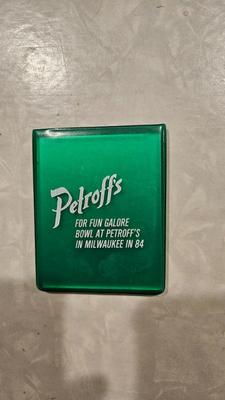 Petroff's
FOR FUN GALORE
BOWL AT PETROFF'S
IN MILWAUKEE IN 84